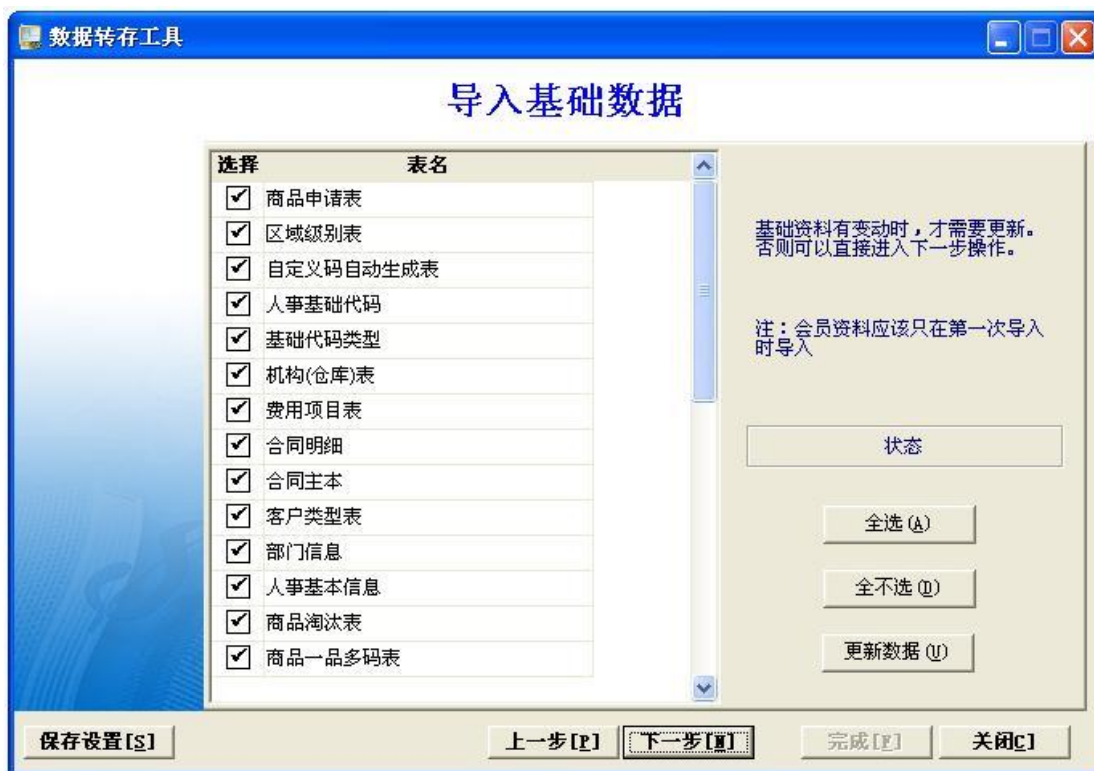 数据转存工具
导入基础数据
选择 表名
商品申请表
区域级别表
自定义码自动生成表
人事基础代码
基础代码类型
机构(仓库)表
费用项目表
合同明细
合同主本
客户类型表
部门信息
人事基本信息
商品淘汰表
商品一品多码表
基础资料有变动时，才需要更新。
否则可以直接进入下一步操作。
注：会员资料应该只在第一次导入
时导入
状态
全选(A)
全不选(D)
更新数据(U)
保存设置[S] 上一步[P] 下一步[N] 完成[F] 关闭C]